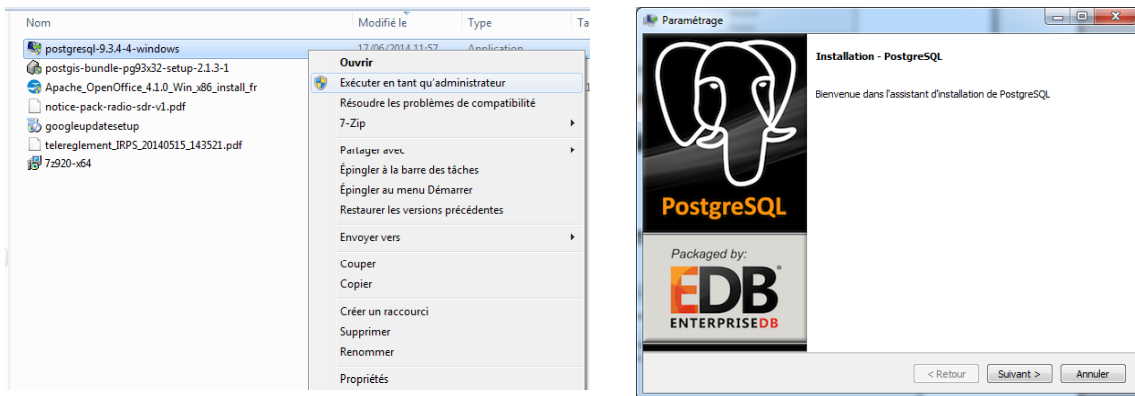 Nom Modifié le Type Ta
postgresql-9.3.4-4-windows 17/06/2014 11:57 Application
postgis-bundle-pg93x32-setup-2.1.3-1
Apache_OpenOffice_4.1.0_Win_x86_install_fr
notice-pack-radio-sdr-v1.pdf
googleupdatesetup
telereglement_IRPS_20140515_143521.pdf
7z920-x64
Ouvrir
Exécuter en tant qu'administrateur
Résoudre les problèmes de compatibilité
7-Zip
Partager avec
Épingler à la barre des tâches
Épingler au menu Démarrer
Restaurer les versions précédentes
Envoyer vers
Couper
Copier
Créer un raccourci
Supprimer
Renommer
Propriétés
Paramétrage
Installation - PostgreSQL
Bienvenue dans l'assistant d'installation de PostgreSQL
PostgreSQL
Packaged by:
EDB
ENTERPRISEDB
< Retour Suivant > Annuler